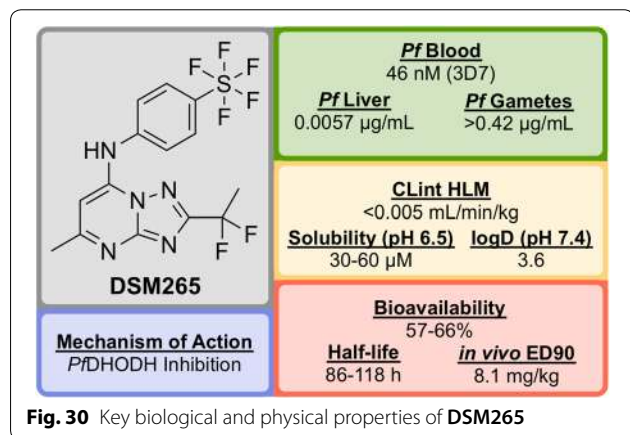 F
F F
S
F F
HN
N N
N N
F F
DSM265
Mechanism of Action
PfDHODH Inhibition
Pf Blood
46 nM (3D7)
Pf Liver Pf Gametes
0.0057 µg/mL >0.42 µg/mL
CLint HLM
<0.005 mL/min/kg
Solubility (pH 6.5) logD (pH 7.4)
30-60 µM 3.6
Bioavailability
57-66%
Half-life in vivo ED90
86-118 h 8.1 mg/kg
Fig. 30 Key biological and physical properties of DSM265